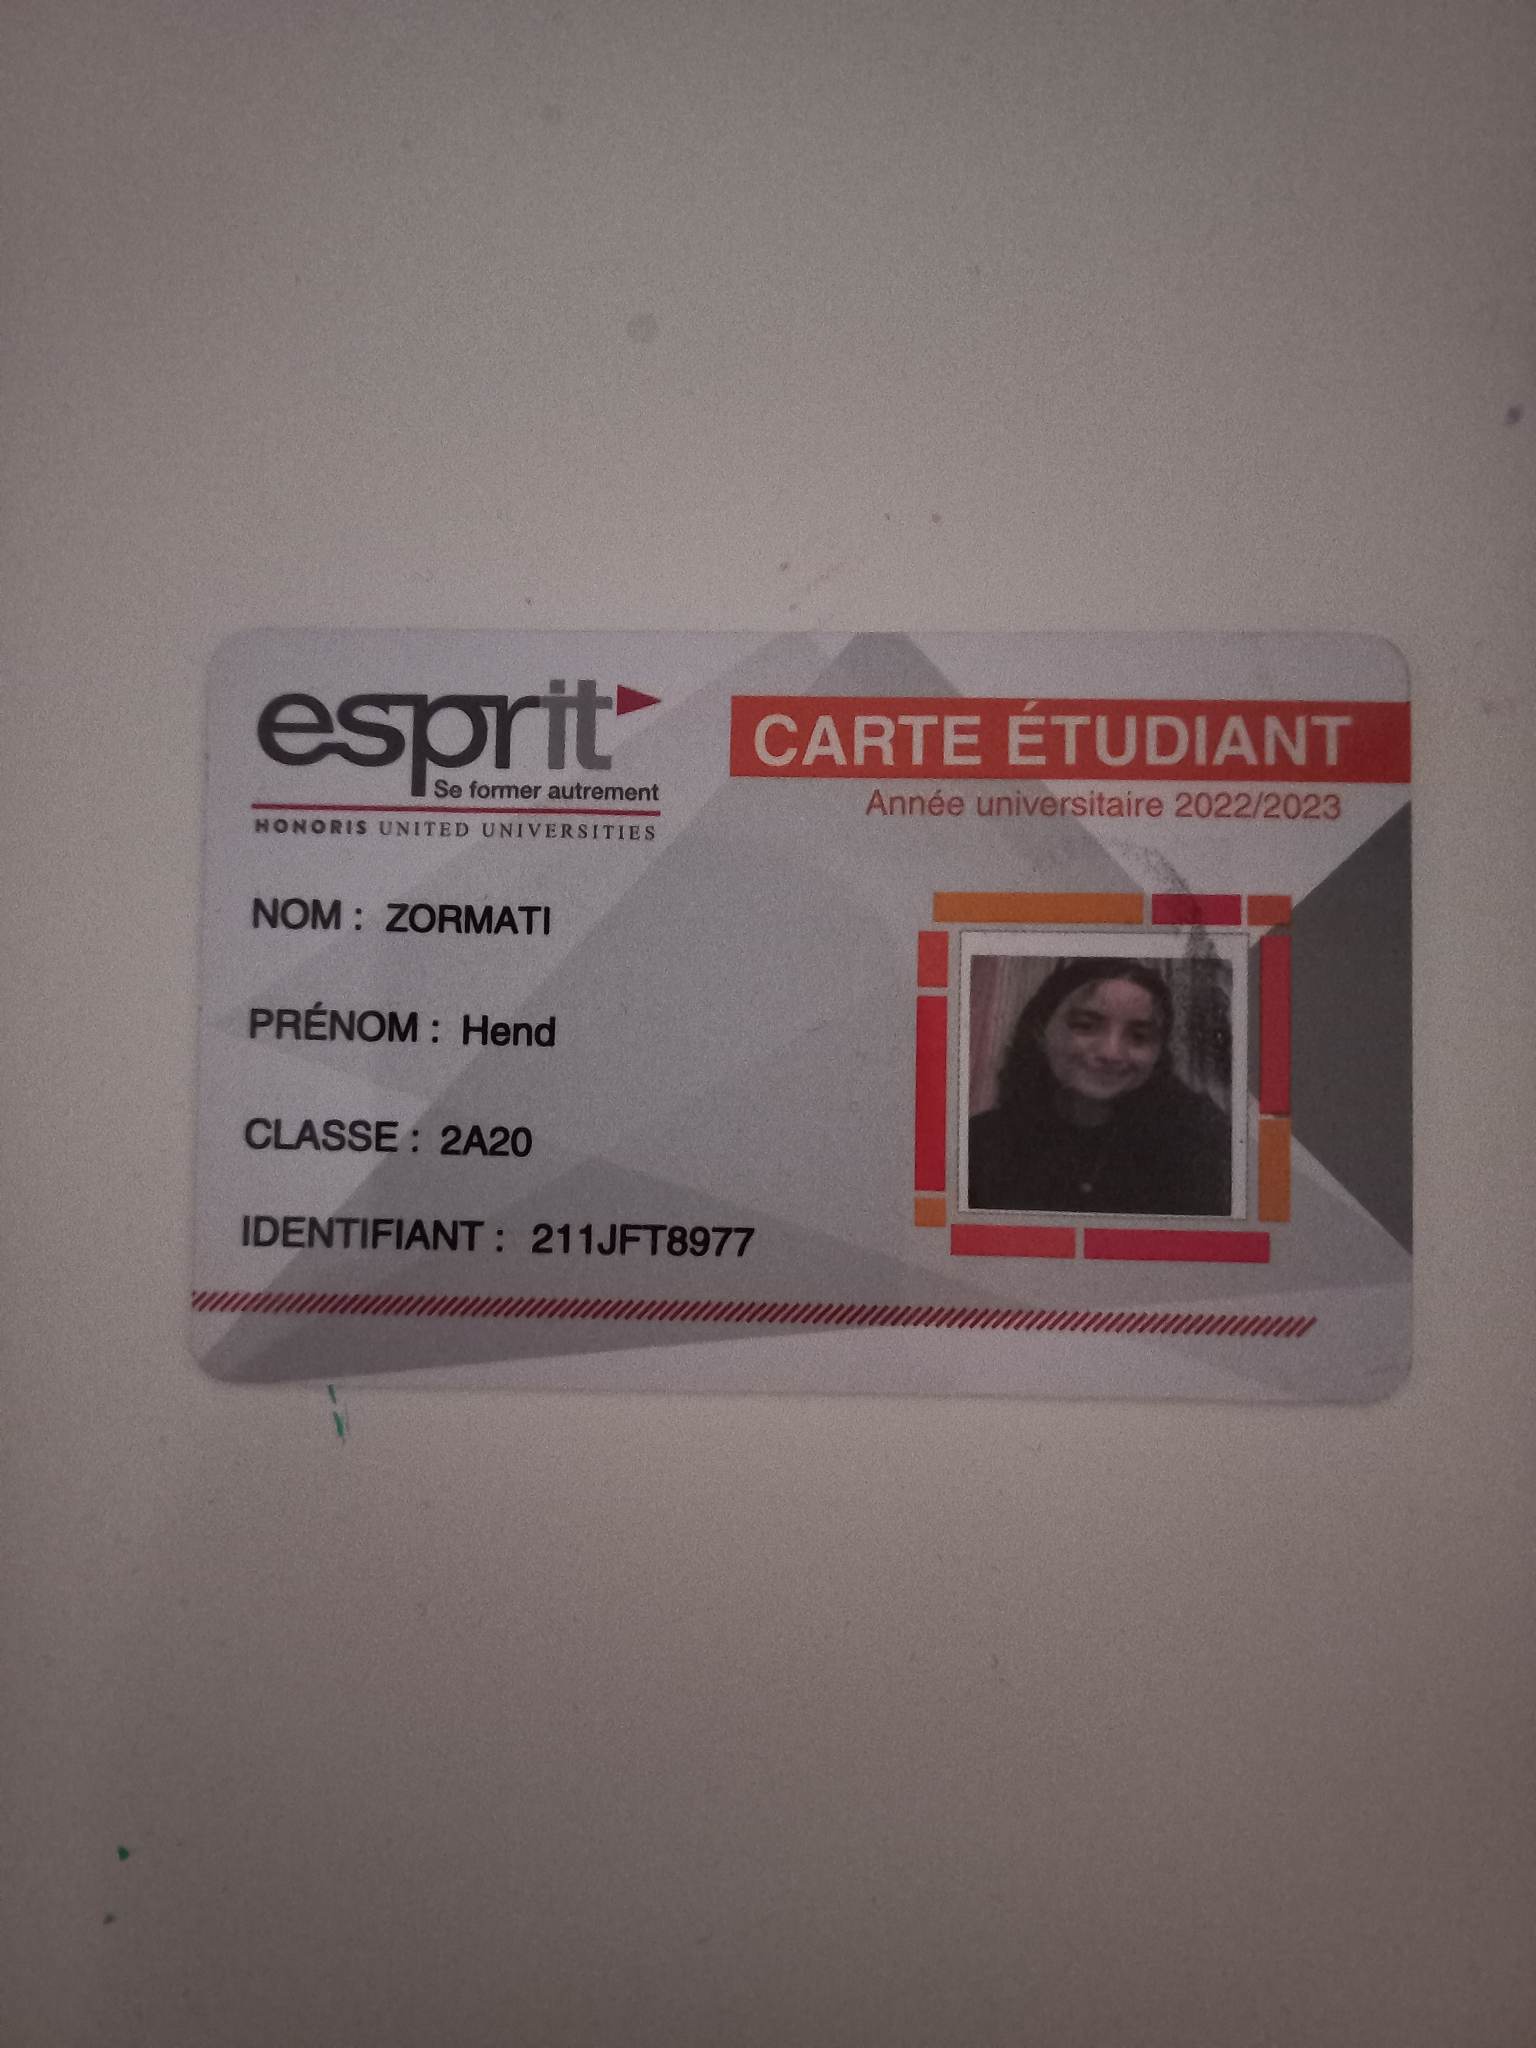 esprit
Se former autrement
HONORIS UNITED UNIVERSITIES
CARTE ÉTUDIANT
Année universitaire 2022/2023
NOM : ZORMATI
PRÉNOM : Hend
CLASSE : 2A20
IDENTIFIANT : 211JFT8977